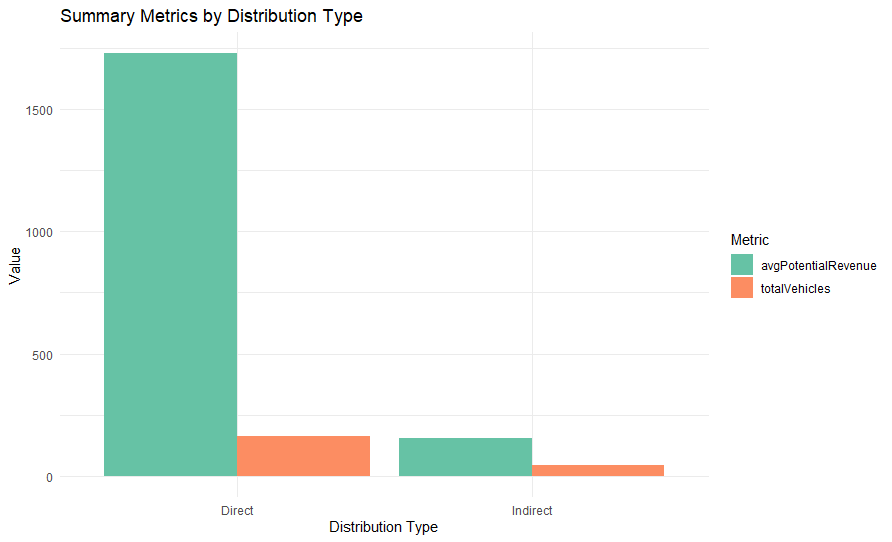 Summary Metrics by Distribution Type
Value
1500
1000
500
0
Direct
Indirect
Distribution Type
Metric
avgPotentialRevenue
totalVehicles